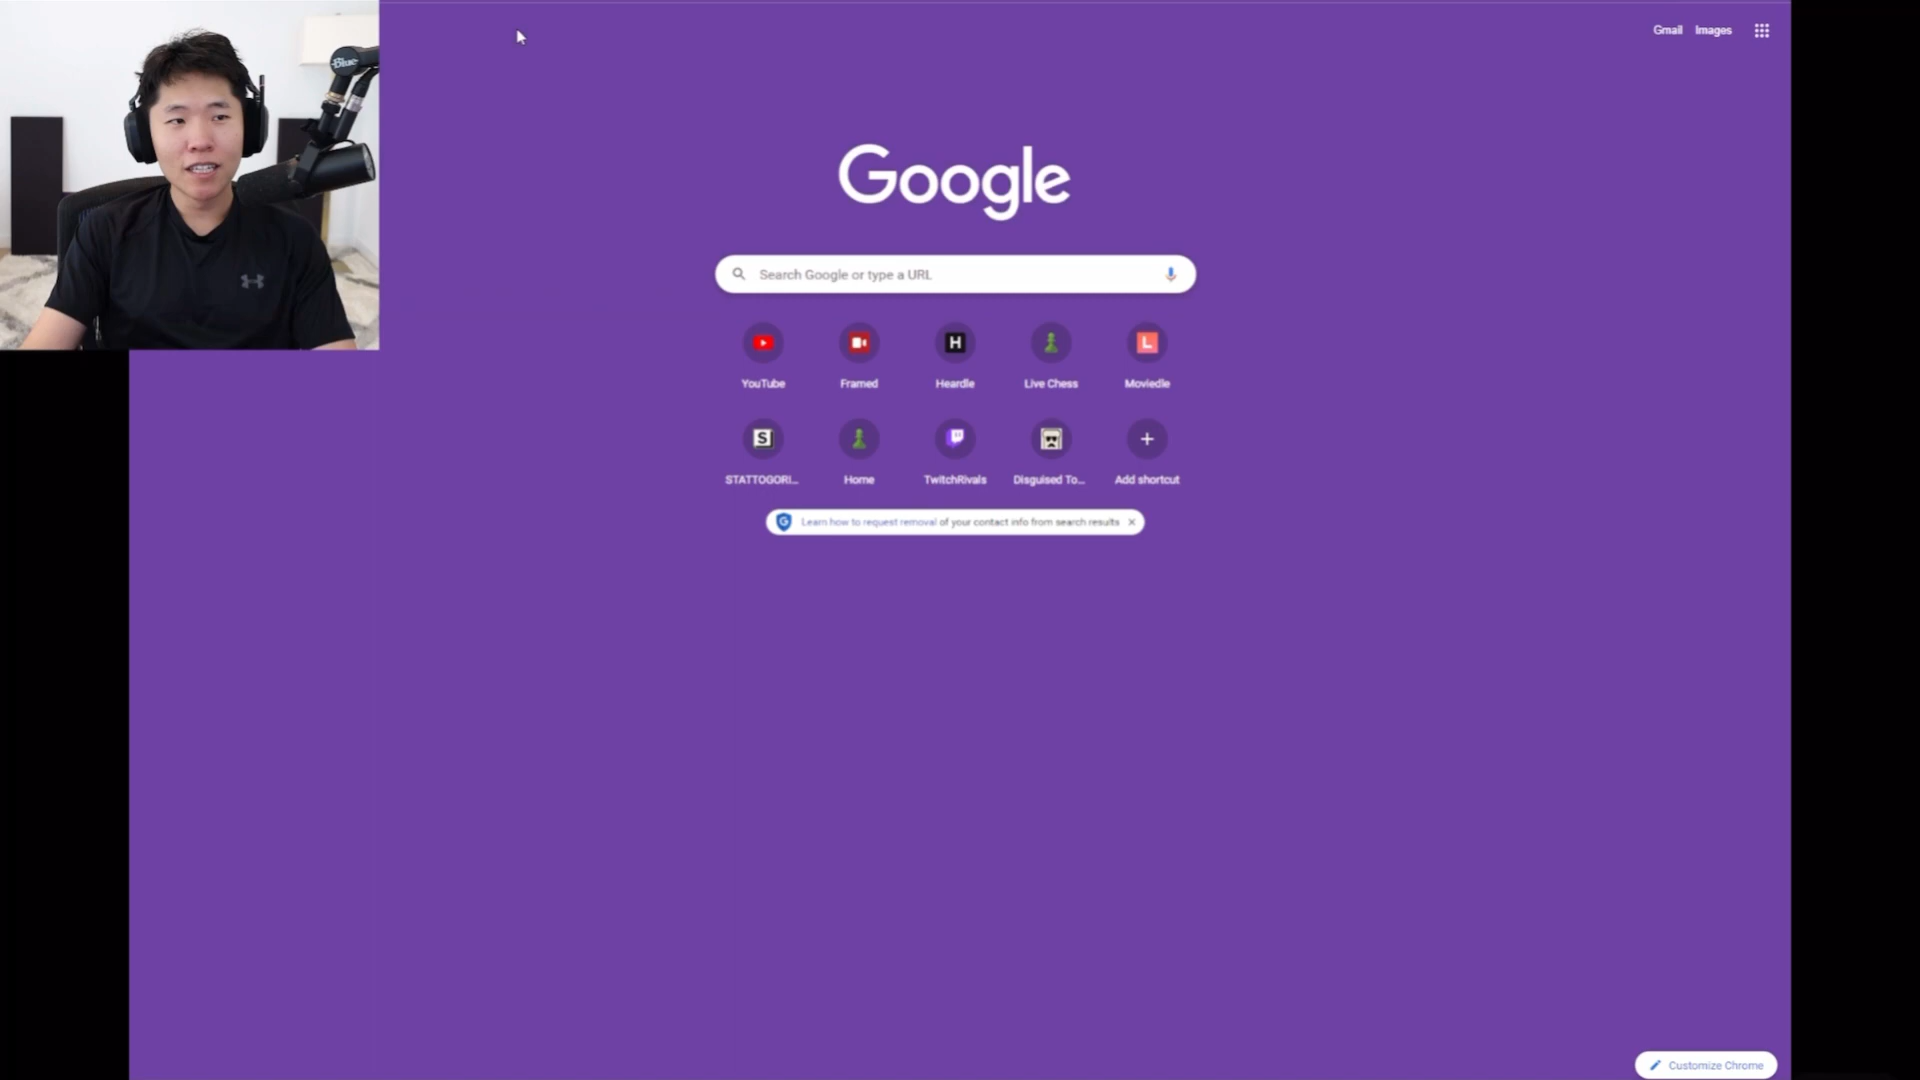 Blue
Gmail Images
Google
Search Google or type a URL
YouTube Framed H Heardle Live Chess L Moviedle
S STATTOGORI... Home TwitchRivals Disguised To... Add shortcut
G Learn how to request removal of your contact info from search results
Customize Chrome